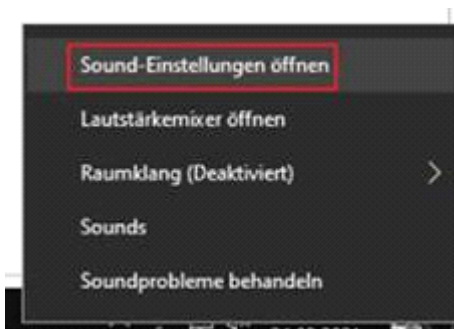 Sound-Einstellungen öffnen
Lautstärkemixer öffnen
Raumklang (Deaktiviert)
Sounds
Soundprobleme behandeln